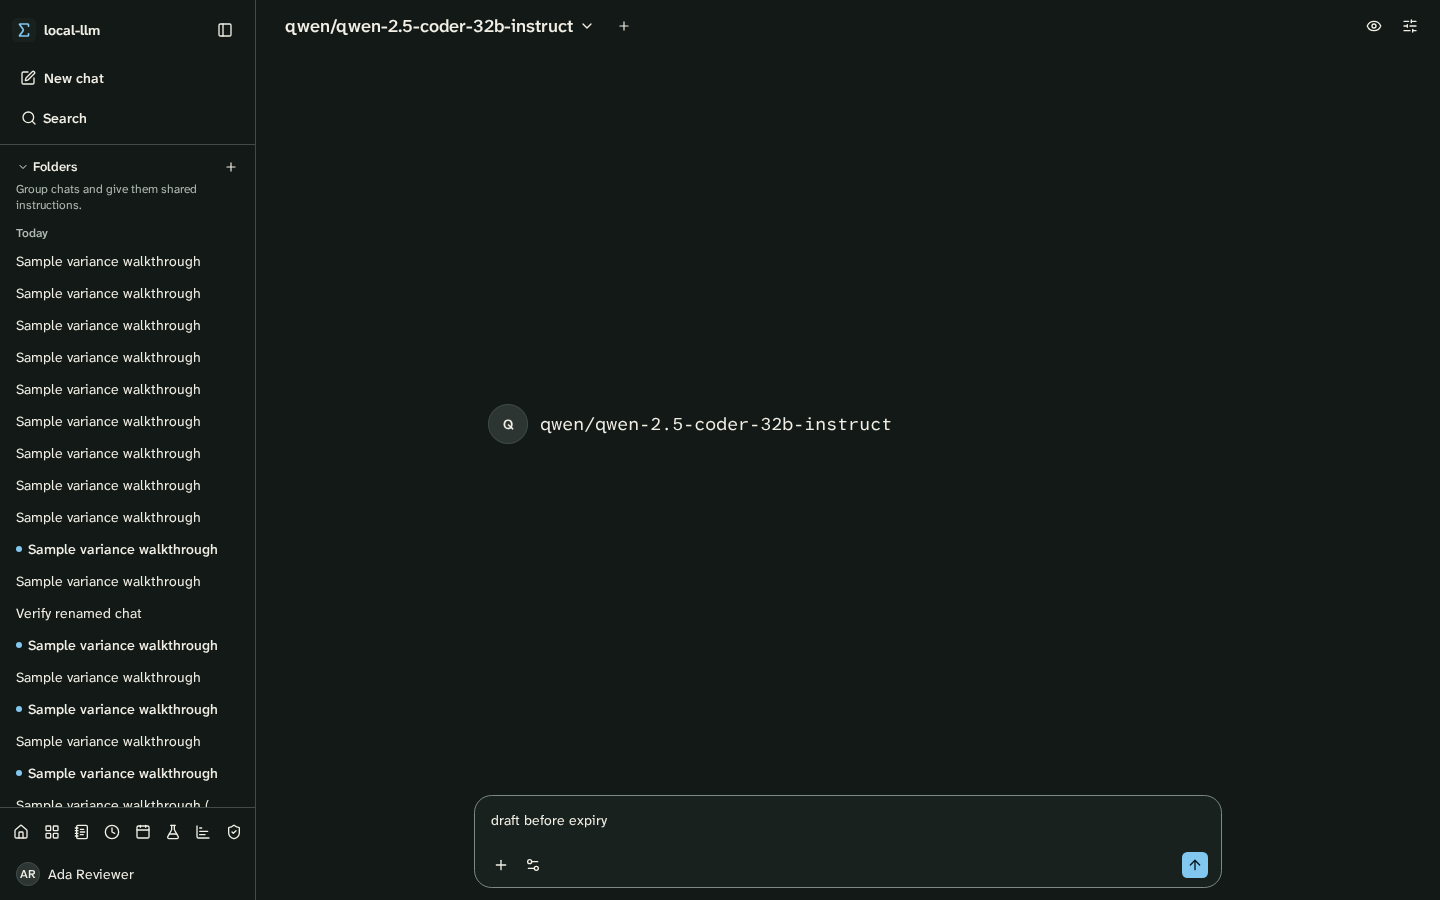 local-llm
New chat
Search
Folders
Group chats and give them shared
instructions.
Today
Sample variance walkthrough
Sample variance walkthrough
Sample variance walkthrough
Sample variance walkthrough
Sample variance walkthrough
Sample variance walkthrough
Sample variance walkthrough
Sample variance walkthrough
Sample variance walkthrough
Sample variance walkthrough
Sample variance walkthrough
Verify renamed chat
Sample variance walkthrough
Sample variance walkthrough
Sample variance walkthrough
Sample variance walkthrough
Sample variance walkthrough
Sample variance walkthrough (
AR Ada Reviewer
qwen/qwen-2.5-coder-32b-instruct
Q qwen/qwen-2.5-coder-32b-instruct
draft before expiry